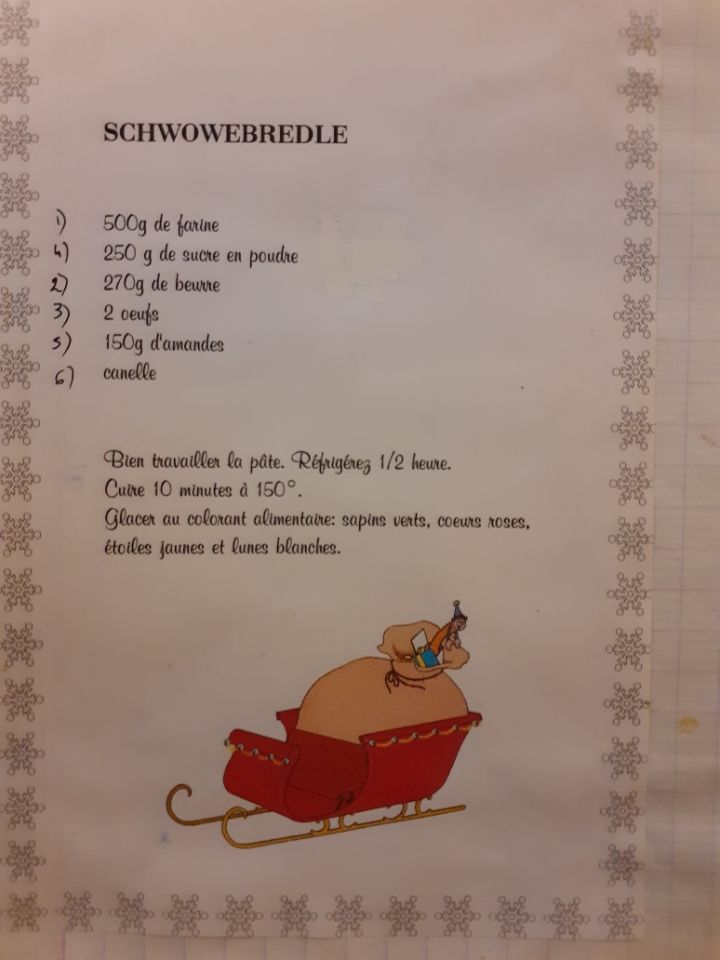 SCHWOWEBREDLE
1) 500g de farine
4) 250 g de sucre en poudre
2) 270g de beurre
3) 2 oeufs
5) 150g d'amandes
6) canelle
Bien travailler la pâte. Réfrigérez 1/2 heure.
Cuire 10 minutes à 150°.
Glacer au colorant alimentaire: sapins verts, coeurs roses,
étoiles jaunes et lunes blanches.